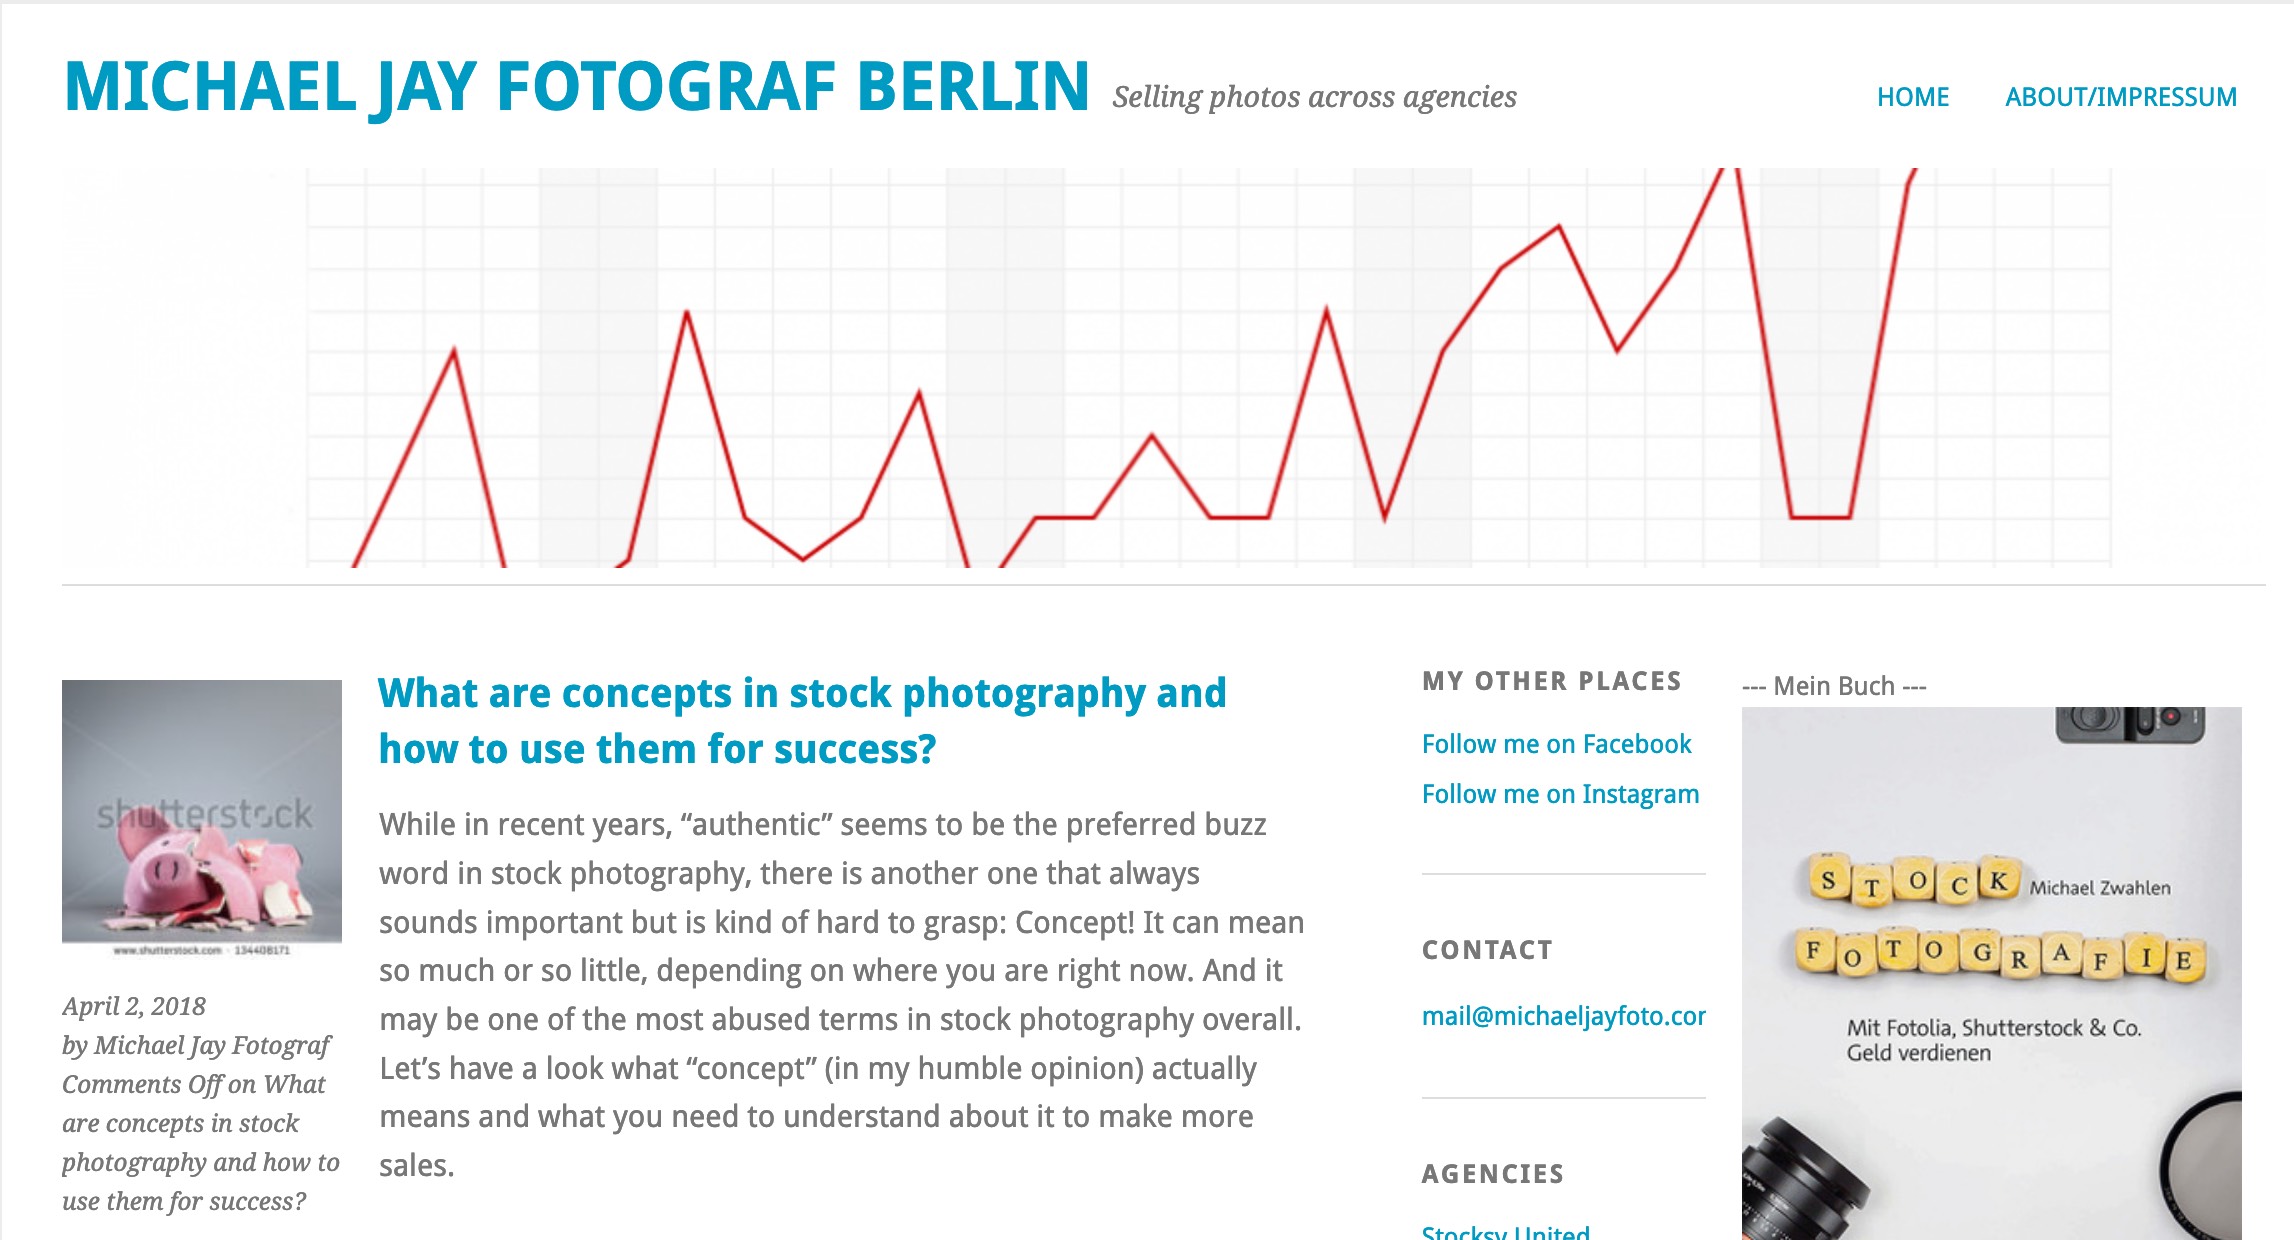 MICHAEL JAY FOTOGRAF BERLIN
Selling photos across agencies
HOME
ABOUT/IMPRESSUM
shutterstock
www.shutterstock.com · 134408171
April 2, 2018
by Michael Jay Fotograf
Comments Off on What
are concepts in stock
photography and how to
use them for success?
What are concepts in stock photography and
how to use them for success?
While in recent years, “authentic” seems to be the preferred buzz
word in stock photography, there is another one that always
sounds important but is kind of hard to grasp: Concept! It can mean
so much or so little, depending on where you are right now. And it
may be one of the most abused terms in stock photography overall.
Let’s have a look what “concept” (in my humble opinion) actually
means and what you need to understand about it to make more
sales.
MY OTHER PLACES
Follow me on Facebook
Follow me on Instagram
CONTACT
mail@michaeljayfoto.cor
AGENCIES
Stocksy United
--- Mein Buch ---
STOCK
Michael Zwahlen
FOTOGRAFIE
Mit Fotolia, Shutterstock & Co.
Geld verdienen